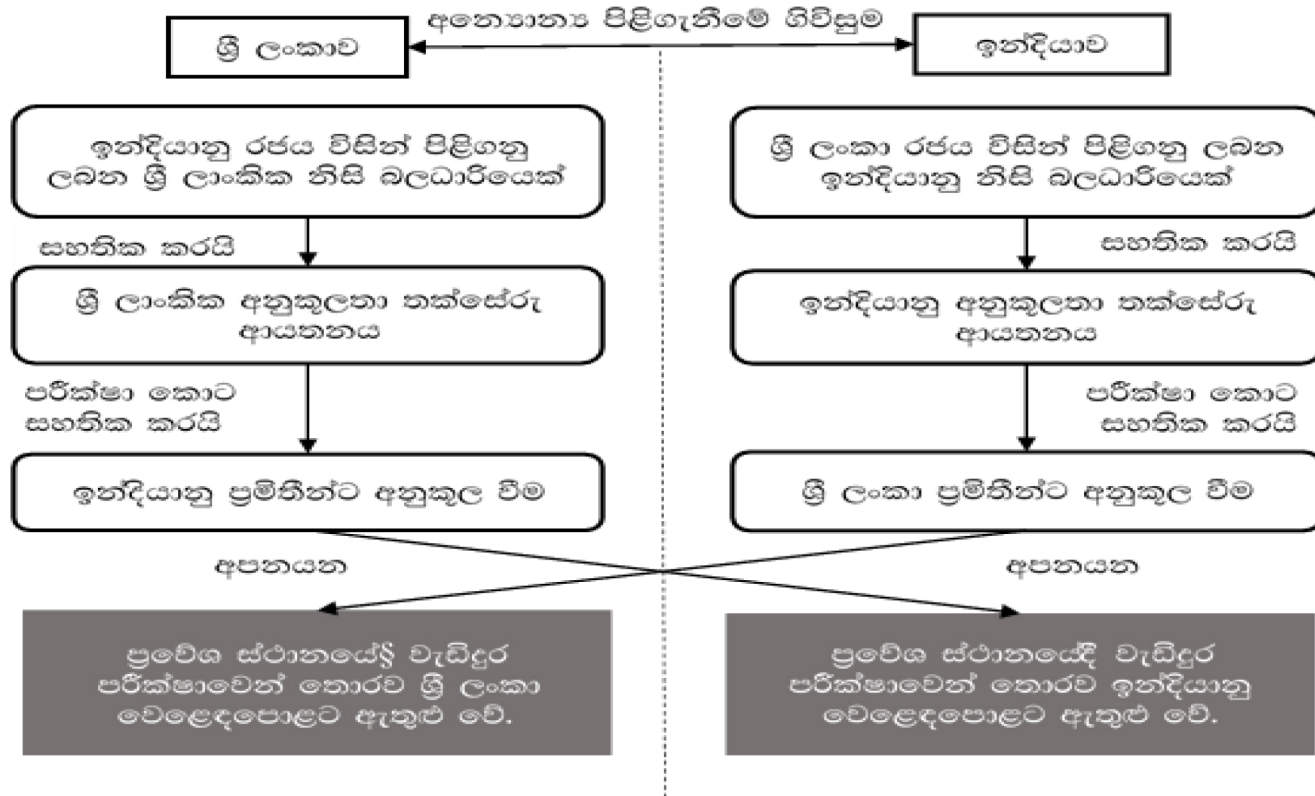 අන්‍යොන්‍ය පිළිගැනීමේ ගිවිසුම
ශ්‍රී ලංකාව
ඉන්දියාව
ඉන්දියානු රජය විසින් පිළිගනු
ලබන ශ්‍රී ලාංකික නිසි බලධාරියෙක්
සහතික කරයි
ශ්‍රී ලාංකික අනුකූලතා තක්සේරු
ආයතනය
පරීක්ෂා කොට
සහතික කරයි
ඉන්දියානු ප්‍රමිතීන්ට අනුකූල වීම
අපනයන
ප්‍රවේශ ස්ථානයේ§ වැඩිදුර
පරීක්ෂාවෙන් තොරව ශ්‍රී ලංකා
වෙළෙඳපොළට ඇතුළු වේ.
ශ්‍රී ලංකා රජය විසින් පිළිගනු ලබන
ඉන්දියානු නිසි බලධාරියෙක්
සහතික කරයි
ඉන්දියානු අනුකූලතා තක්සේරු
ආයතනය
පරීක්ෂා කොට
සහතික කරයි
ශ්‍රී ලංකා ප්‍රමිතීන්ට අනුකූල වීම
අපනයන
ප්‍රවේශ ස්ථානයේදී වැඩිදුර
පරීක්ෂාවෙන් තොරව ඉන්දියානු
වෙළෙඳපොළට ඇතුළු වේ.